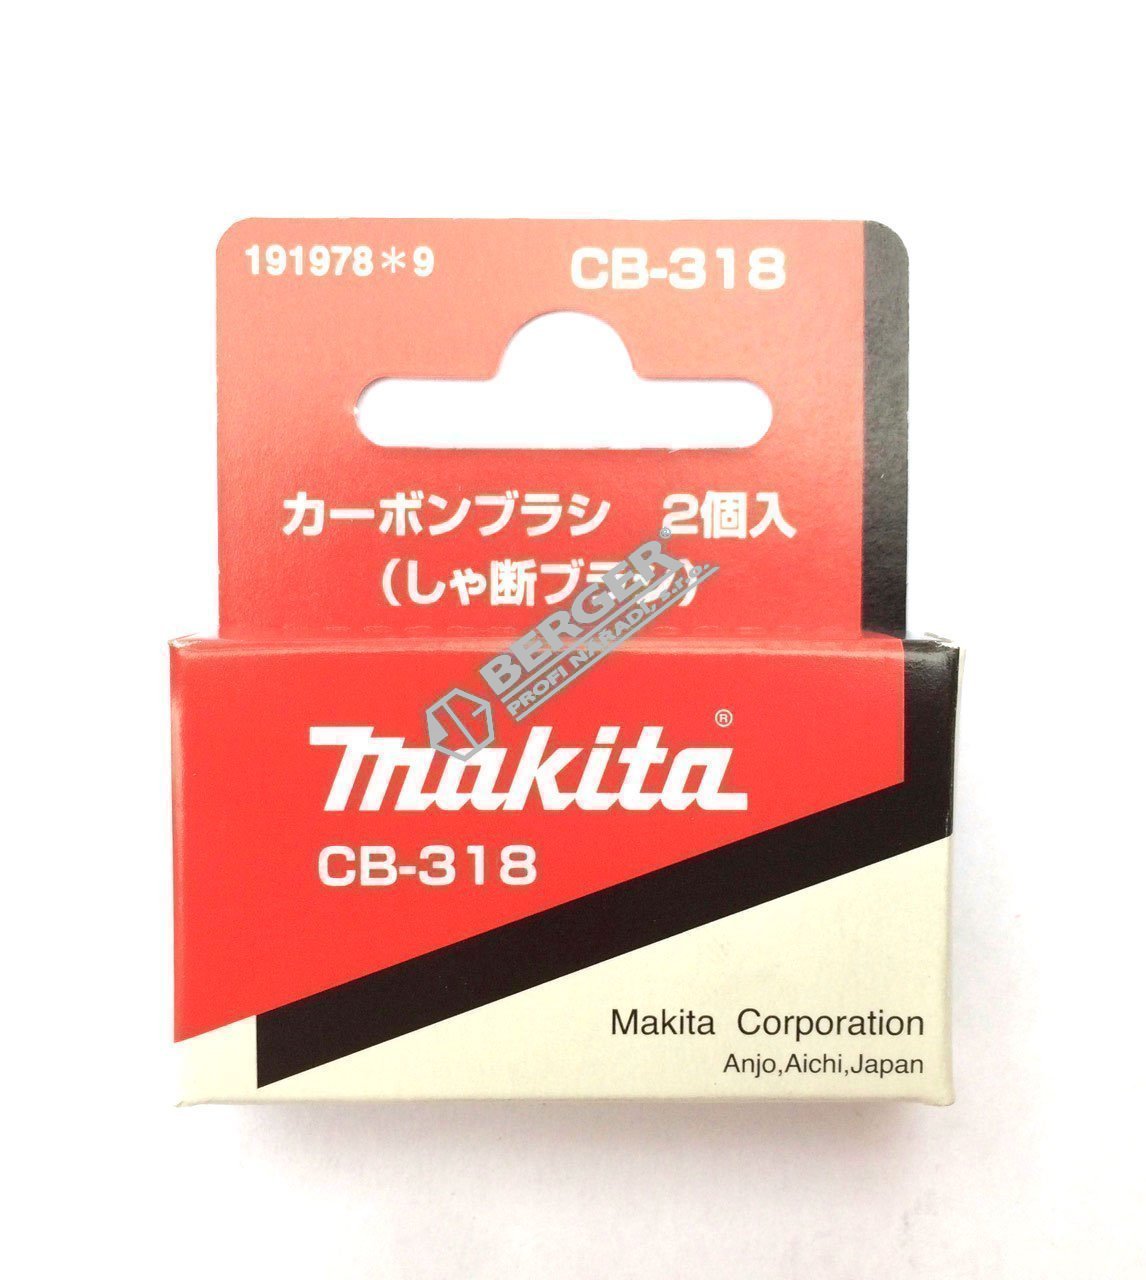 191978＊9 CB-318
カーボンブラシ 2個入
(しゃ断ブラシ)
BERGER®
PROFI NÁŘADÍ, s.r.o.
makita®
CB-318
Makita Corporation
Anjo,Aichi,Japan